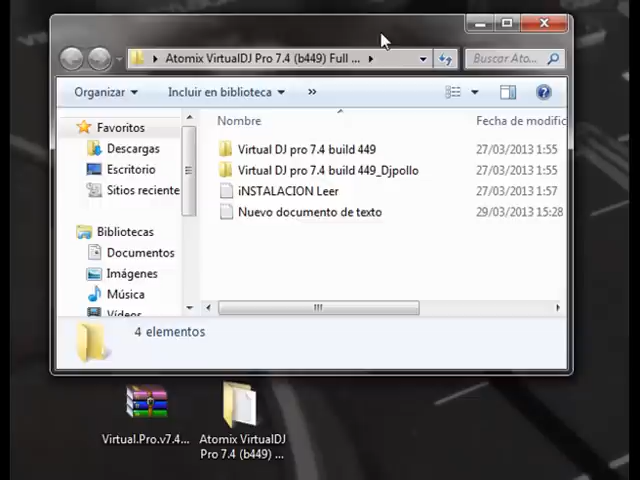 Atomix VirtualDJ Pro 7.4 (b449) Full ...
Buscar Ato...
Organizar
Incluir en biblioteca
»
Favoritos
Descargas
Escritorio
Sitios reciente
Bibliotecas
Documentos
Imágenes
Música
Vídeos
Nombre
Fecha de modific
Virtual DJ pro 7.4 build 449
27/03/2013 1:55
Virtual DJ pro 7.4 build 449_Djpollo
27/03/2013 1:55
iNSTALACION Leer
27/03/2013 1:57
Nuevo documento de texto
29/03/2013 15:28
4 elementos
Virtual.Pro.v7.4...
Atomix VirtualDJ
Pro 7.4 (b449) ...